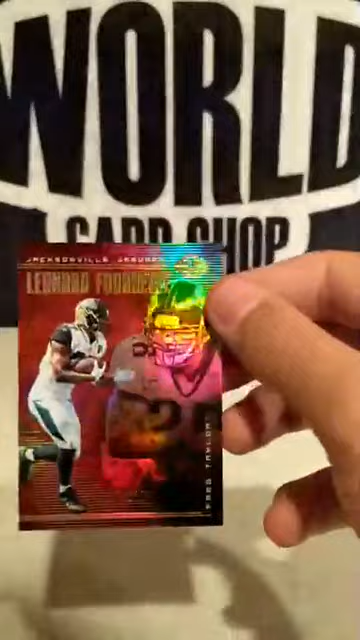 WORLD
CARD SHOP
JACKSONVILLE JAGUARS
LEONARD FOURNETTE
FRED TAYLOR